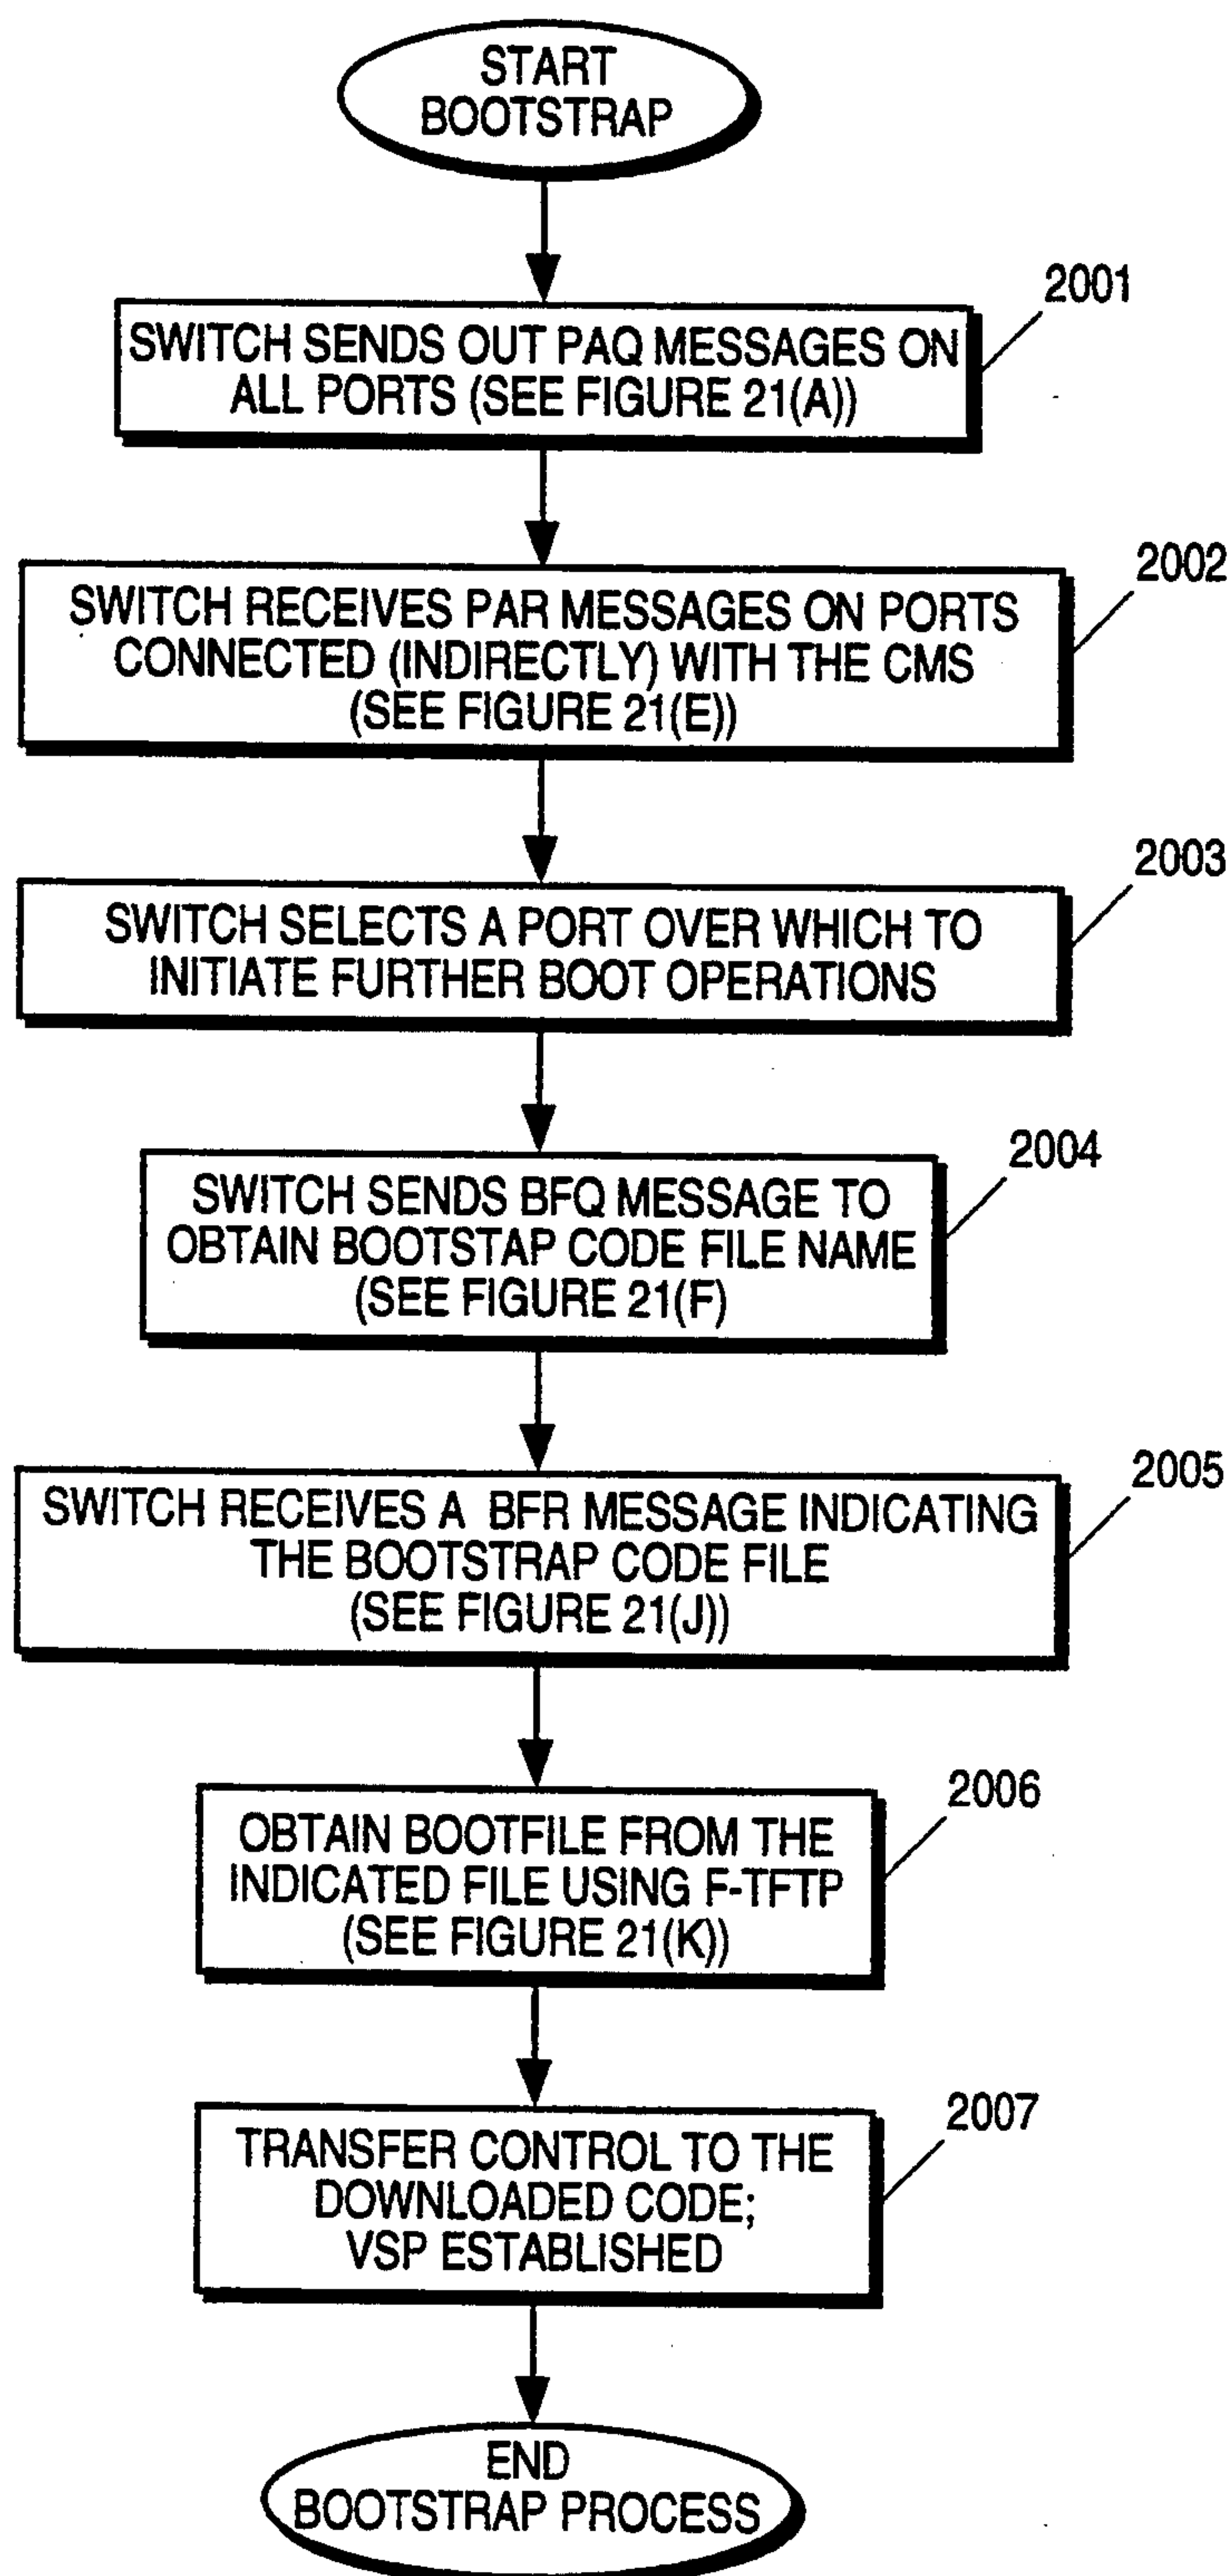 START
BOOTSTRAP
2001
SWITCH SENDS OUT PAQ MESSAGES ON
ALL PORTS (SEE FIGURE 21(A))
2002
SWITCH RECEIVES PAR MESSAGES ON PORTS
CONNECTED (INDIRECTLY) WITH THE CMS
(SEE FIGURE 21(E))
2003
SWITCH SELECTS A PORT OVER WHICH TO
INITIATE FURTHER BOOT OPERATIONS
2004
SWITCH SENDS BFQ MESSAGE TO
OBTAIN BOOTSTAP CODE FILE NAME
(SEE FIGURE 21(F)
2005
SWITCH RECEIVES A BFR MESSAGE INDICATING
THE BOOTSTRAP CODE FILE
(SEE FIGURE 21(J))
2006
OBTAIN BOOTFILE FROM THE
INDICATED FILE USING F-TFTP
(SEE FIGURE 21(K))
2007
TRANSFER CONTROL TO THE
DOWNLOADED CODE;
VSP ESTABLISHED
END
BOOTSTRAP PROCESS